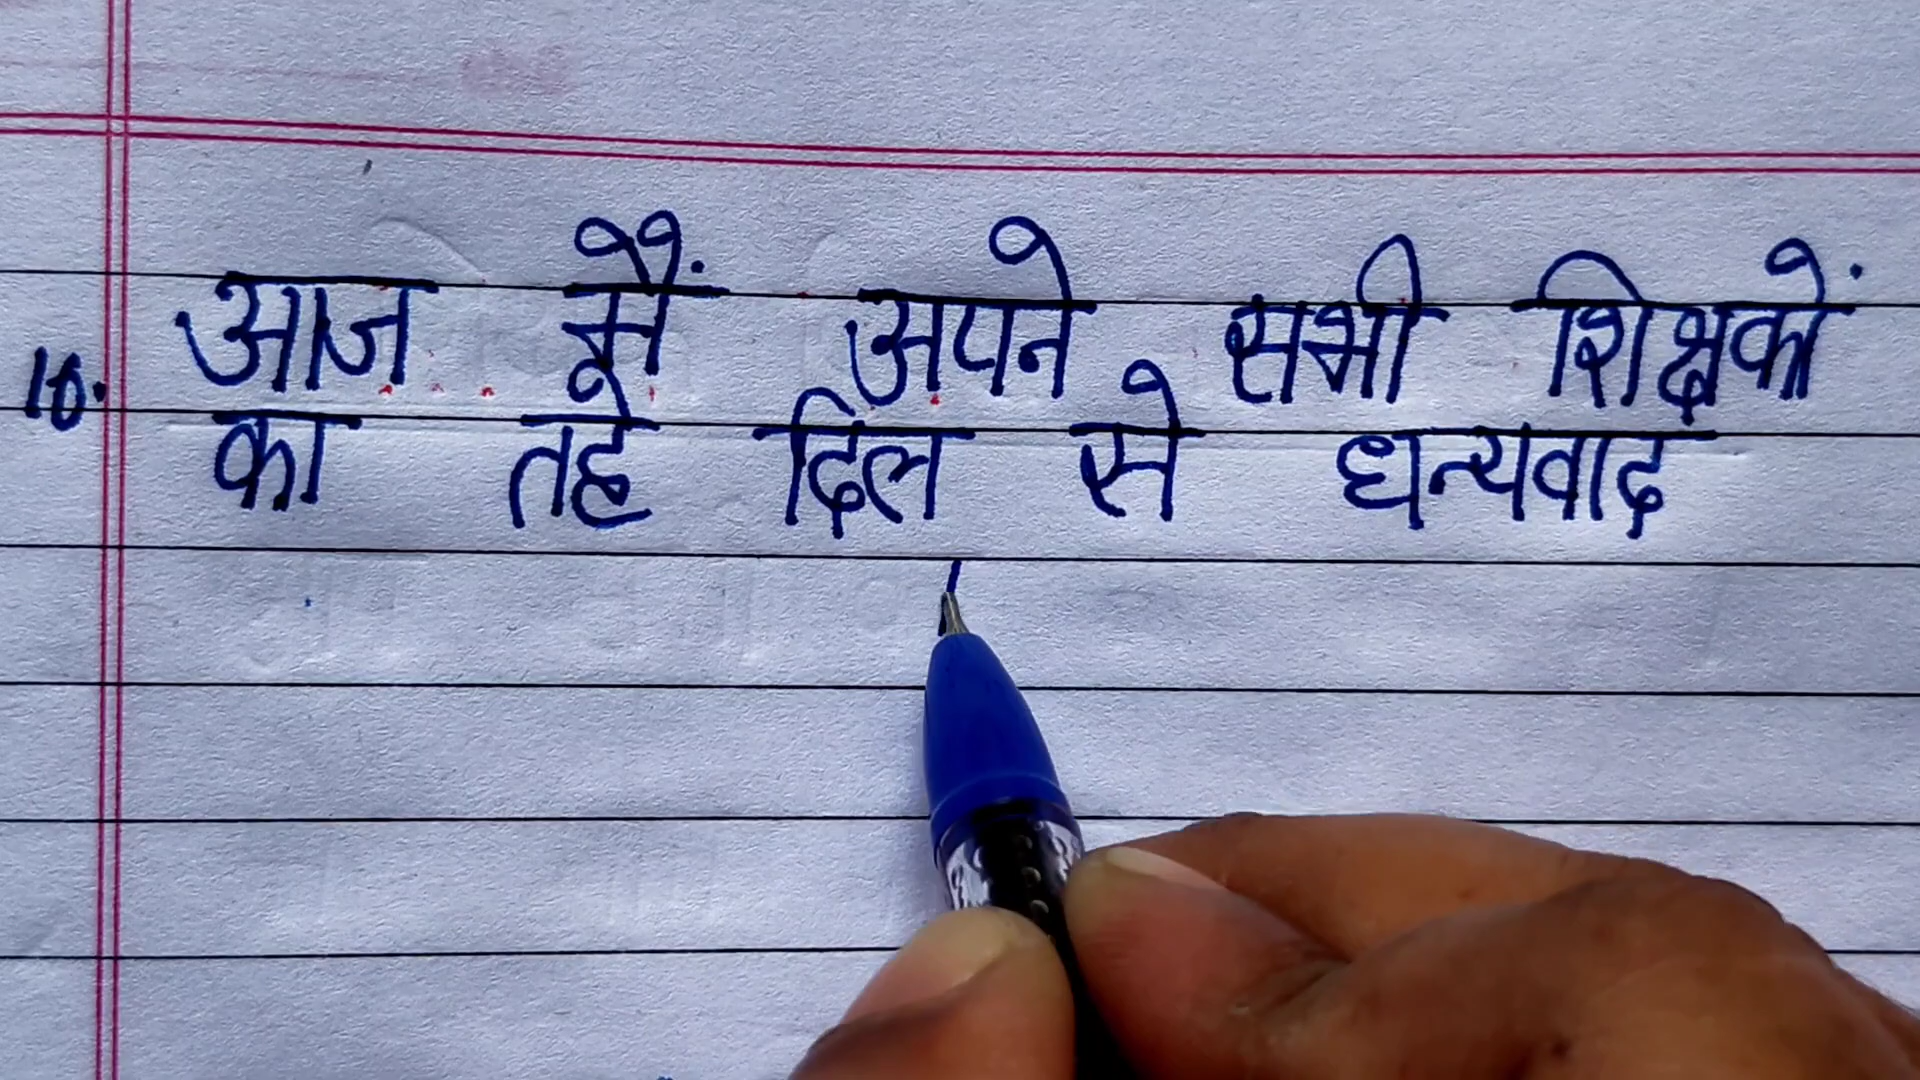 10. आज मैं अपने सभी शिक्षकों
का तहे दिल से धन्यवाद